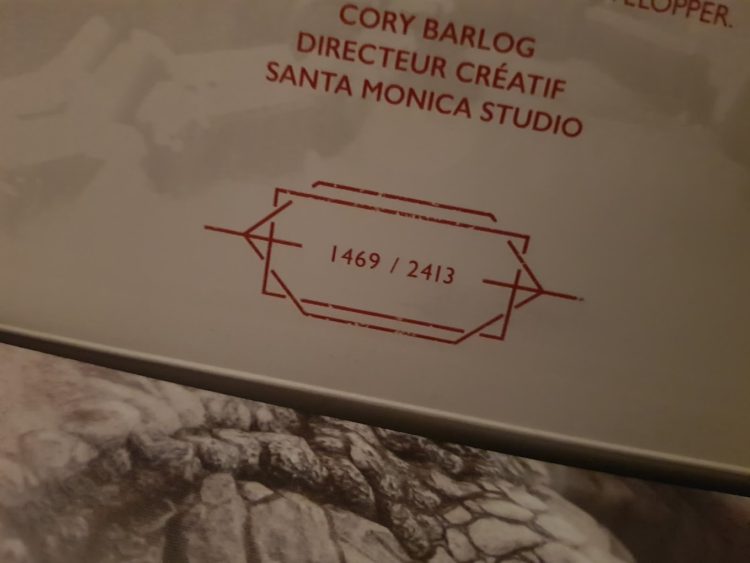 CORY BARLOG
DIRECTEUR CRÉATIF
SANTA MONICA STUDIO
1469 / 2413